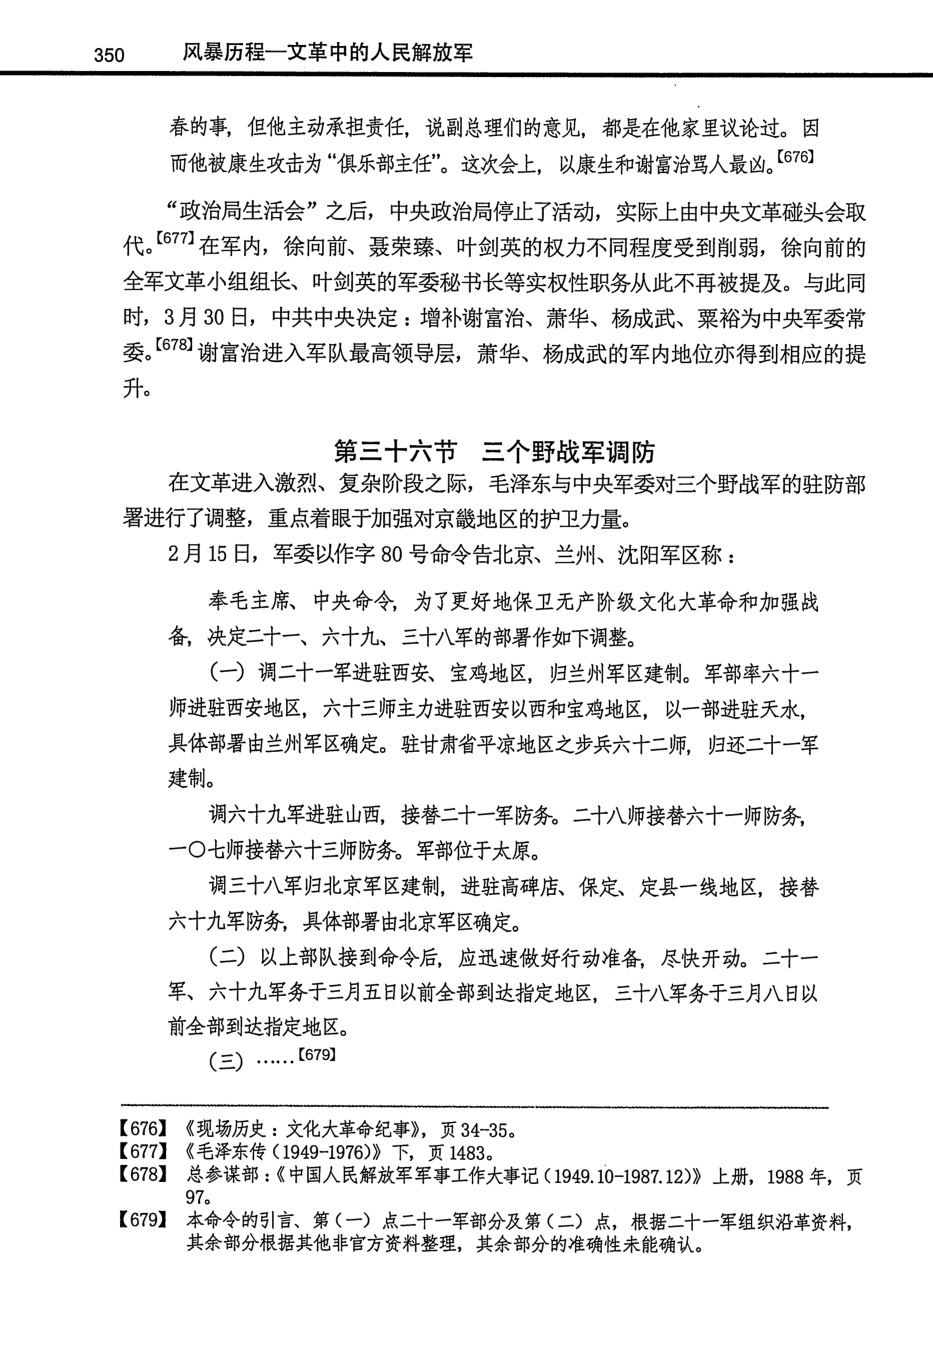 350 风暴历程—文革中的人民解放军
春的事，但他主动承担责任，说副总理们的意见，都是在他家里议论过。因
而他被康生攻击为“俱乐部主任”。这次会上，以康生和谢富治骂人最凶。【676】
“政治局生活会”之后，中央政治局停止了活动，实际上由中央文革碰头会取
代。【677】在军内，徐向前、聂荣臻、叶剑英的权力不同程度受到削弱，徐向前的
全军文革小组组长、叶剑英的军委秘书长等实权性职务从此不再被提及。与此同
时，3月30日，中共中央决定：增补谢富治、萧华、杨成武、粟裕为中央军委常
委。【678】谢富治进入军队最高领导层，萧华、杨成武的军内地位亦得到相应的提
升。
第三十六节 三个野战军调防
在文革进入激烈、复杂阶段之际，毛泽东与中央军委对三个野战军的驻防部
署进行了调整，重点着眼于加强对京畿地区的护卫力量。
2月15日，军委以作字80号命令告北京、兰州、沈阳军区称：
奉毛主席、中央命令，为了更好地保卫无产阶级文化大革命和加强战
备，决定二十一、六十九、三十八军的部署作如下调整。
（一）调二十一军进驻西安、宝鸡地区，归兰州军区建制。军部率六十一
师进驻西安地区，六十三师主力进驻西安以西和宝鸡地区，以一部进驻天水，
具体部署由兰州军区确定。驻甘肃省平凉地区之步兵六十二师，归还二十一军
建制。
调六十九军进驻山西，接替二十一军防务。二十八师接替六十一师防务，
一〇七师接替六十三师防务。军部位于太原。
调三十八军归北京军区建制，进驻高碑店、保定、定县一线地区，接替
六十九军防务，具体部署由北京军区确定。
（二）以上部队接到命令后，应迅速做好行动准备，尽快开动。二十一
军、六十九军务于三月五日以前全部到达指定地区，三十八军务于三月八日以
前全部到达指定地区。
（三）……【679】
【676】《现场历史：文化大革命纪事》，页34-35。
【677】《毛泽东传（1949-1976）》下，页1483。
【678】 总参谋部：《中国人民解放军军事工作大事记（1949.10-1987.12）》上册，1988年，页
97。
【679】 本命令的引言、第（一）点二十一军部分及第（二）点，根据二十一军组织沿革资料，
其余部分根据其他非官方资料整理，其余部分的准确性未能确认。